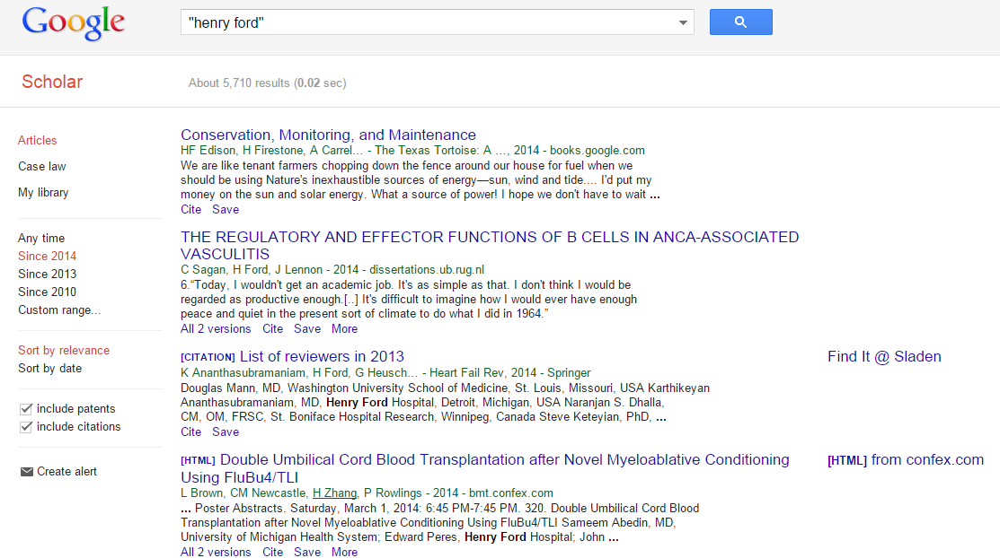 Google
"henry ford"
Scholar
About 5,710 results (0.02 sec)
Articles
Case law
My library
Any time
Since 2014
Since 2013
Since 2010
Custom range...
Sort by relevance
Sort by date
include patents
include citations
Create alert
Conservation, Monitoring, and Maintenance
HF Edison, H Firestone, A Carrel… - The Texas Tortoise: A …, 2014 - books.google.com
We are like tenant farmers chopping down the fence around our house for fuel when we
should be using Nature's inexhaustible sources of energy—sun, wind and tide.... I'd put my
money on the sun and solar energy. What a source of power! I hope we don't have to wait ...
Cite Save
THE REGULATORY AND EFFECTOR FUNCTIONS OF B CELLS IN ANCA-ASSOCIATED
VASCULITIS
C Sagan, H Ford, J Lennon - 2014 - dissertations.ub.rug.nl
6.“Today, I wouldn't get an academic job. It's as simple as that. I don't think I would be
regarded as productive enough.[..] It's difficult to imagine how I would ever have enough
peace and quiet in the present sort of climate to do what I did in 1964.”
All 2 versions Cite Save More
[CITATION] List of reviewers in 2013
Find It @ Sladen
K Ananthasubramaniam, H Ford, G Heusch… - Heart Fail Rev, 2014 - Springer
Douglas Mann, MD, Washington University School of Medicine, St. Louis, Missouri, USA Karthikeyan
Ananthasubramaniam, MD, Henry Ford Hospital, Detroit, Michigan, USA Naranjan S. Dhalla,
CM, OM, FRSC, St. Boniface Hospital Research, Winnipeg, Canada Steve Keteyian, PhD, ...
Cite Save
[HTML] Double Umbilical Cord Blood Transplantation after Novel Myeloablative Conditioning
Using FluBu4/TLI
[HTML] from confex.com
L Brown, CM Newcastle, H Zhang, P Rowlings - 2014 - bmt.confex.com
... Poster Abstracts. Saturday, March 1, 2014: 6:45 PM-7:45 PM. 320. Double Umbilical Cord Blood
Transplantation after Novel Myeloablative Conditioning Using FluBu4/TLI Sameem Abedin, MD,
University of Michigan Health System; Edward Peres, Henry Ford Hospital; John ...
All 2 versions Cite Save More